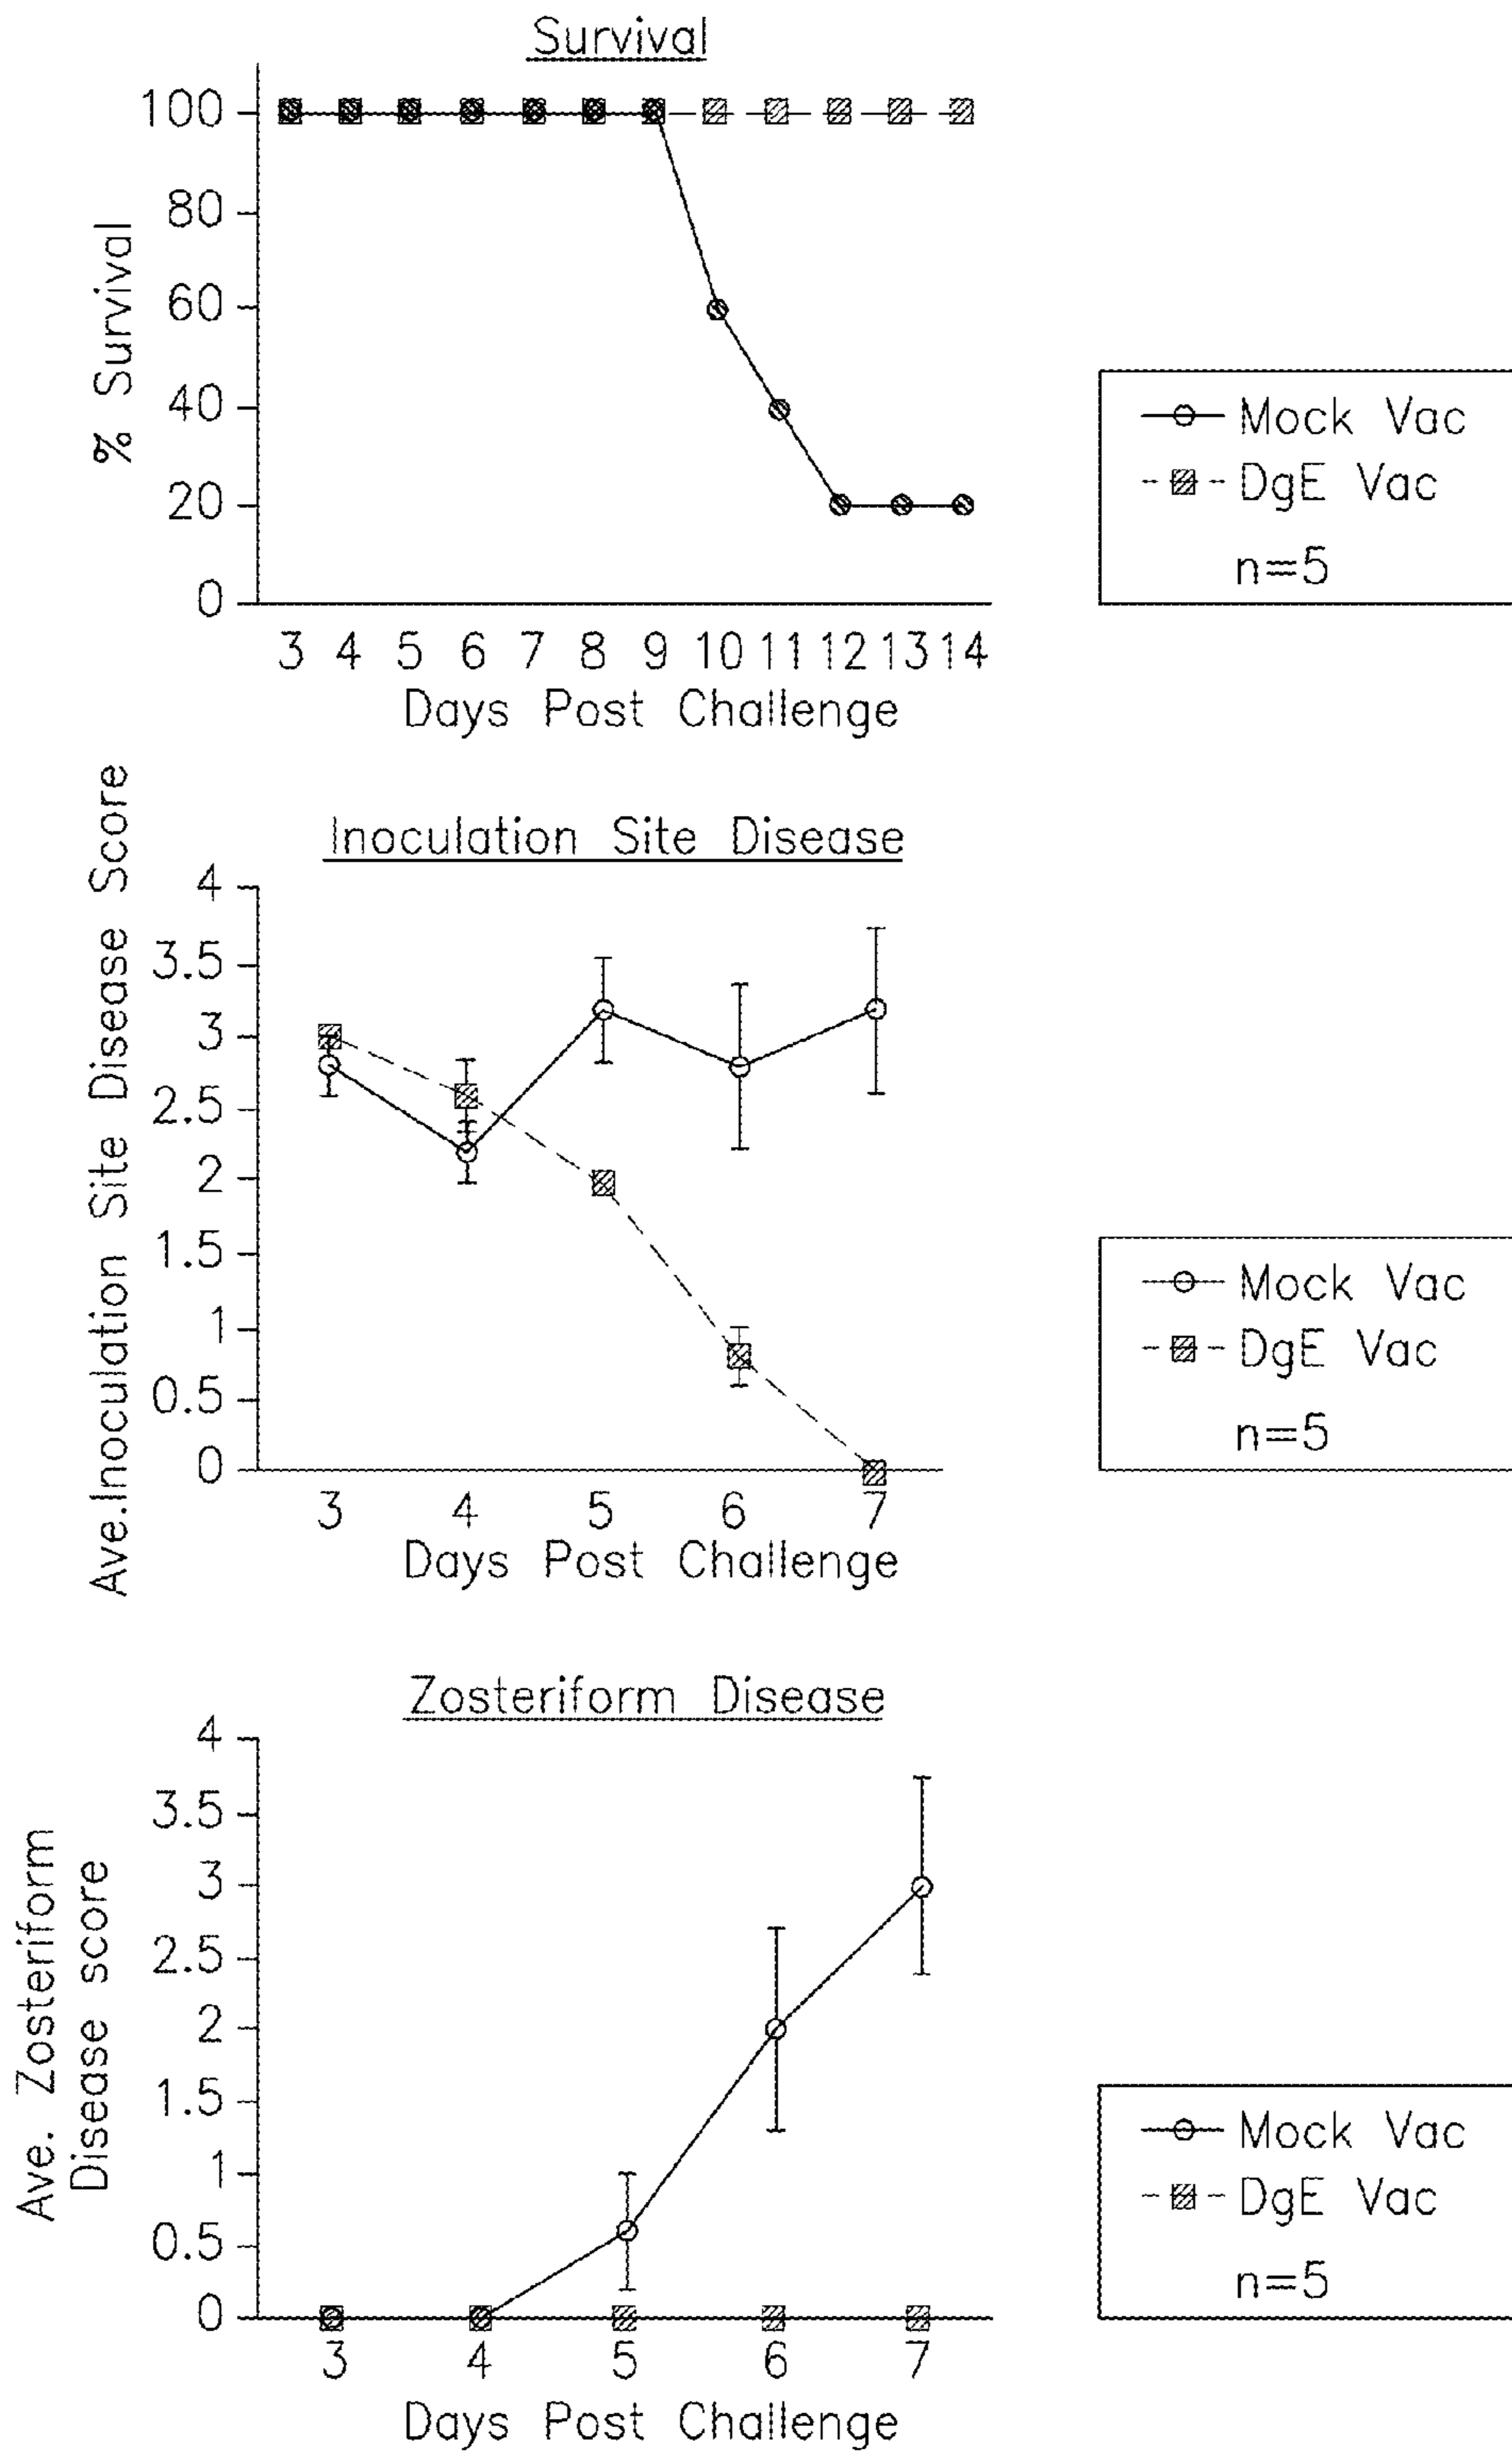 Survival
% Survival
100
80
60
40
20
0
3 4 5 6 7 8 9 10 11 12 13 14
Days Post Challenge
Mock Vac
DgE Vac
n=5
Inoculation Site Disease
Ave.Inoculation Site Disease Score
4
3.5
3
2.5
2
1.5
1
0.5
0
3 4 5 6 7
Days Post Challenge
Mock Vac
DgE Vac
n=5
Zosteriform Disease
Ave. Zosteriform
Disease score
4
3.5
3
2.5
2
1.5
1
0.5
0
3 4 5 6 7
Days Post Challenge
Mock Vac
DgE Vac
n=5